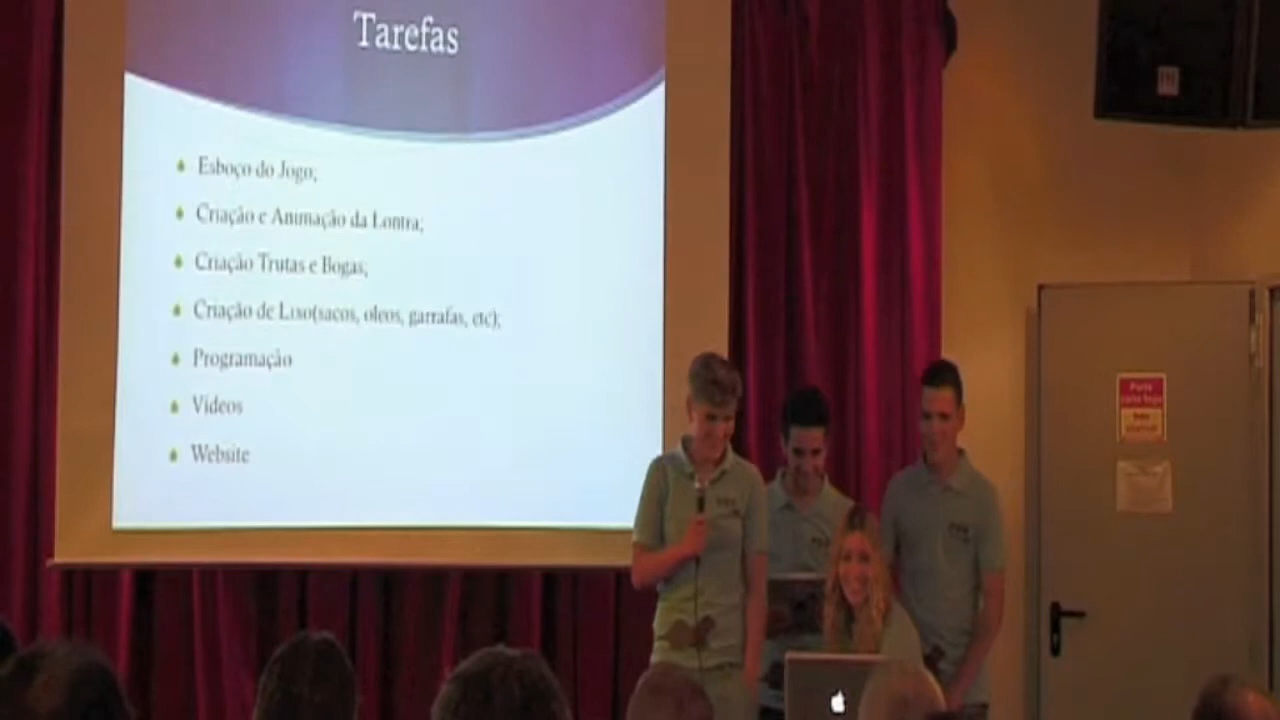 Tarefas
Esboço do Jogo;
Criação e Animação da Lontra;
Criação Trutas e Bogas;
Criação de Lixo(sacos, oleos, garrafas, etc);
Programação
Videos
Website